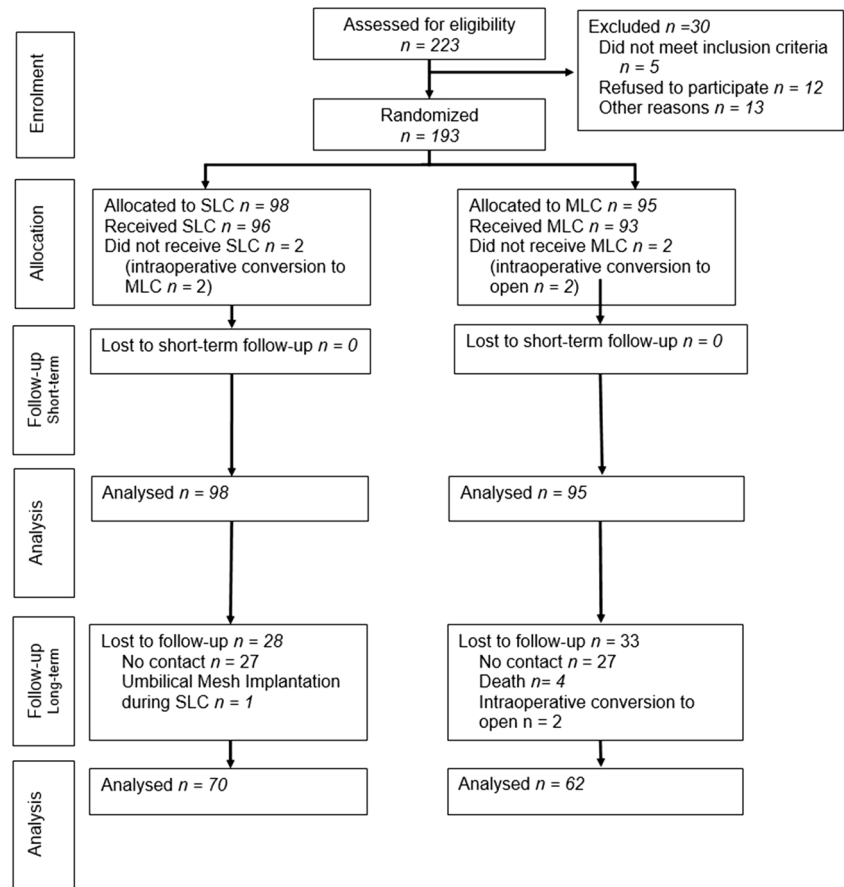 Enrolment
Assessed for eligibility
n = 223
Excluded n =30
Did not meet inclusion criteria
n = 5
Refused to participate n = 12
Other reasons n = 13
Randomized
n = 193
Allocation
Allocated to SLC n = 98
Received SLC n = 96
Did not receive SLC n = 2
(intraoperative conversion to
MLC n = 2)
Allocated to MLC n = 95
Received MLC n = 93
Did not receive MLC n = 2
(intraoperative conversion to
open n = 2)
Follow-up
Short-term
Lost to short-term follow-up n = 0
Lost to short-term follow-up n = 0
Analysis
Analysed n = 98
Analysed n = 95
Follow-up
Long-term
Lost to follow-up n = 28
No contact n = 27
Umbilical Mesh Implantation
during SLC n = 1
Lost to follow-up n = 33
No contact n = 27
Death n= 4
Intraoperative conversion to
open n = 2
Analysis
Analysed n = 70
Analysed n = 62